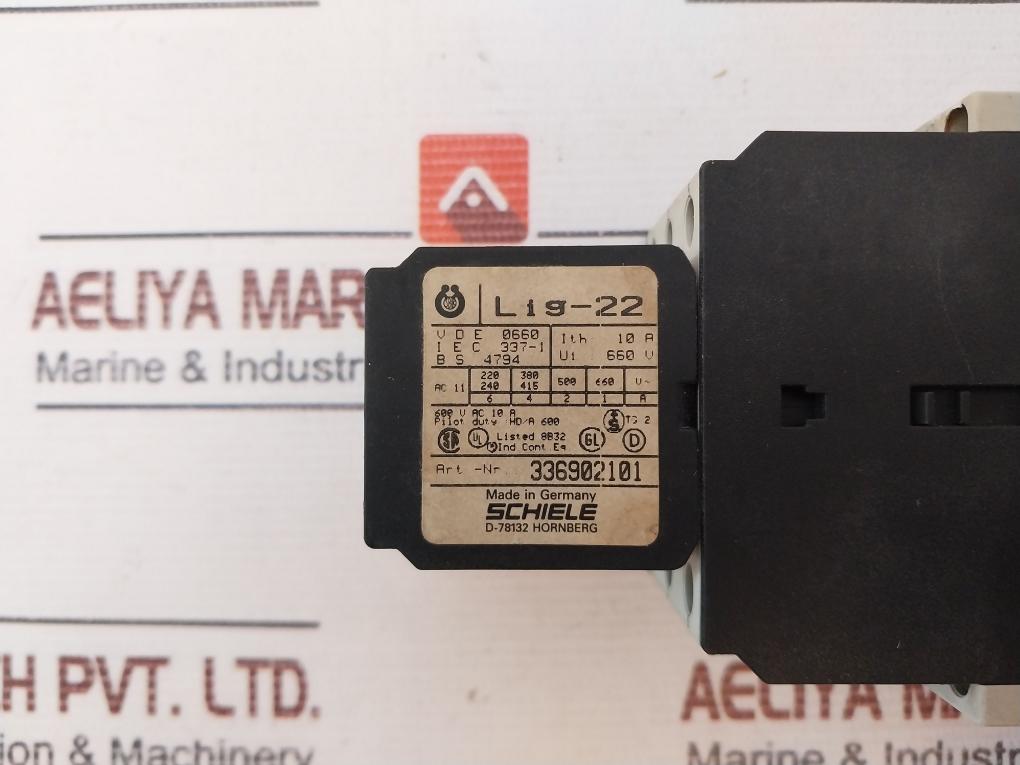 AELIYA MAR
Marine & Industr
Lig-22
VDE 0660
IEC 337-1
BS 4794
Ith 10 A
Ui 660 V
AC 11 220 240 380 415 500 660 V~
6 4 2 1 A
600 V AC 10 A
Pilot duty HD/A 600
TG 2
Listed 8B32
Ind Cont Eq
UL
GL
D
Art -Nr 336902101
Made in Germany
SCHIELE
D-78132 HORNBERG
H PVT. LTD.
ion & Machinery
AELIYA MA
Marine & Indus